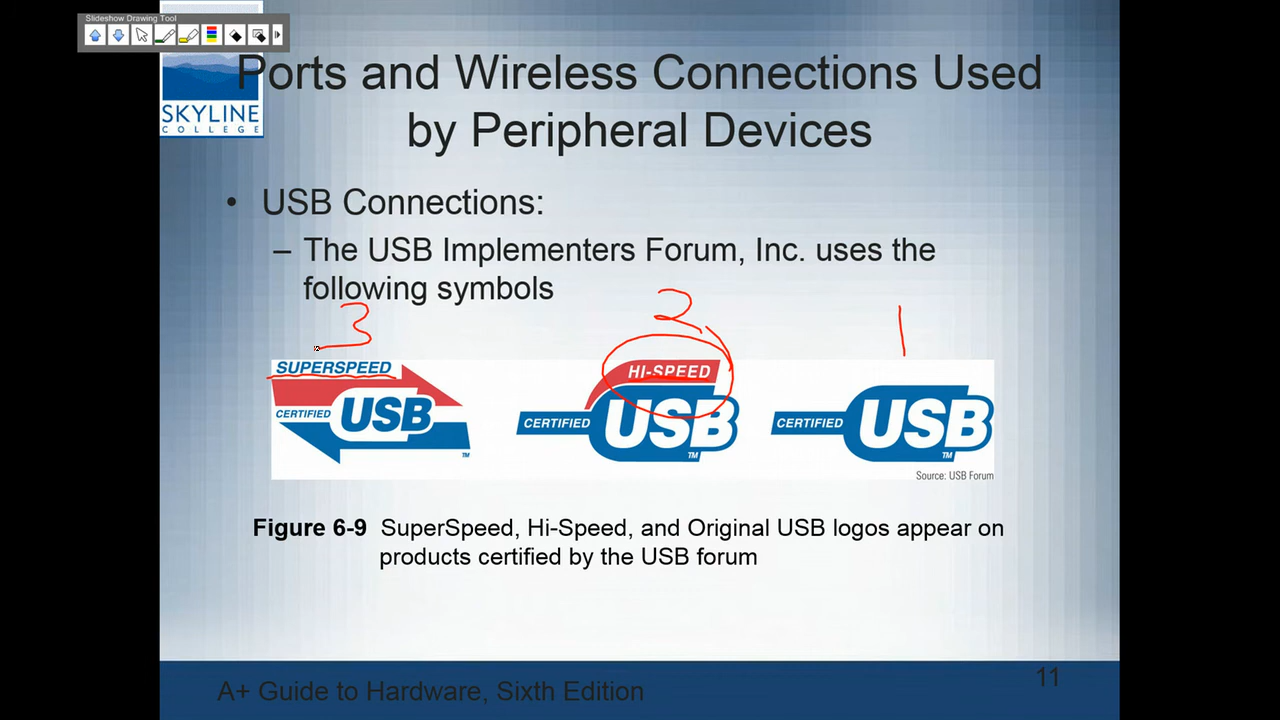 Slideshow Drawing Tool
SKYLINE
COLLEGE
Ports and Wireless Connections Used
by Peripheral Devices
• USB Connections:
– The USB Implementers Forum, Inc. uses the
following symbols
3 2 1
SUPERSPEED
CERTIFIED USB
TM
HI-SPEED
CERTIFIED USB
TM
CERTIFIED USB
TM
Source: USB Forum
Figure 6-9 SuperSpeed, Hi-Speed, and Original USB logos appear on
products certified by the USB forum
A+ Guide to Hardware, Sixth Edition
11